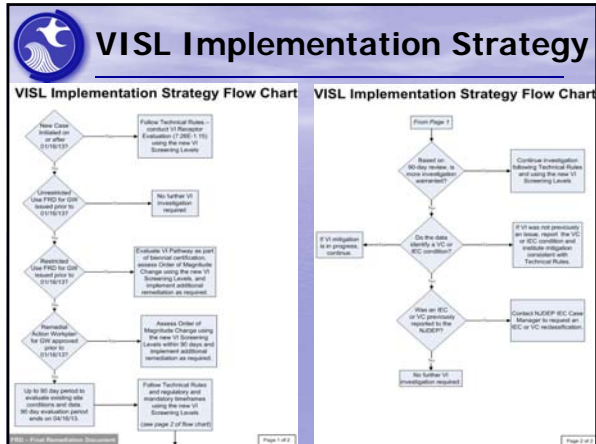 VISL Implementation Strategy
VISL Implementation Strategy Flow Chart
New Case
Initiated on
or after
01/16/13?
Follow Technical Rules –
conduct VI Receptor
Evaluation (7:26E-1.15)
using the new VI
Screening Levels
Unrestricted
Use FRD for GW
issued prior to
01/16/13?
No further VI
investigation
required
Restricted
Use FRD for GW
issued prior to
01/16/13?
Evaluate VI Pathway as part
of biennial certification,
assess Order of Magnitude
Change using the new VI
Screening Levels, and
implement additional
remediation as required
Remedial
Action Workplan
for GW approved
prior to
01/16/13?
Assess Order of
Magnitude Change using
the new VI Screening
Levels within 90 days and
implement additional
remediation as required
Up to 90 day period to
evaluate existing site
conditions and data.
90 day evaluation period
ends on 04/16/13.
Follow Technical Rules
and regulatory and
mandatory timeframes
using the new VI
Screening Levels
(see page 2 of flow chart)
FRD – Final Remediation Document
Page 1 of 2
VISL Implementation Strategy Flow Chart
From Page 1
Based on
90-day review, is
more investigation
warranted?
Continue investigation
following Technical Rules
and using the new VI
Screening Levels
Do the data
identify a VC or
IEC condition?
If VI mitigation
is in progress,
continue.
If VI was not previously
an issue, report the VC
or IEC condition and
institute mitigation
consistent with
Technical Rules.
Was an IEC
or VC previously
reported to the
NJDEP?
Contact NJDEP IEC Case
Manager to request an
IEC or VC reclassification.
No further VI
investigation required
Page 2 of 2